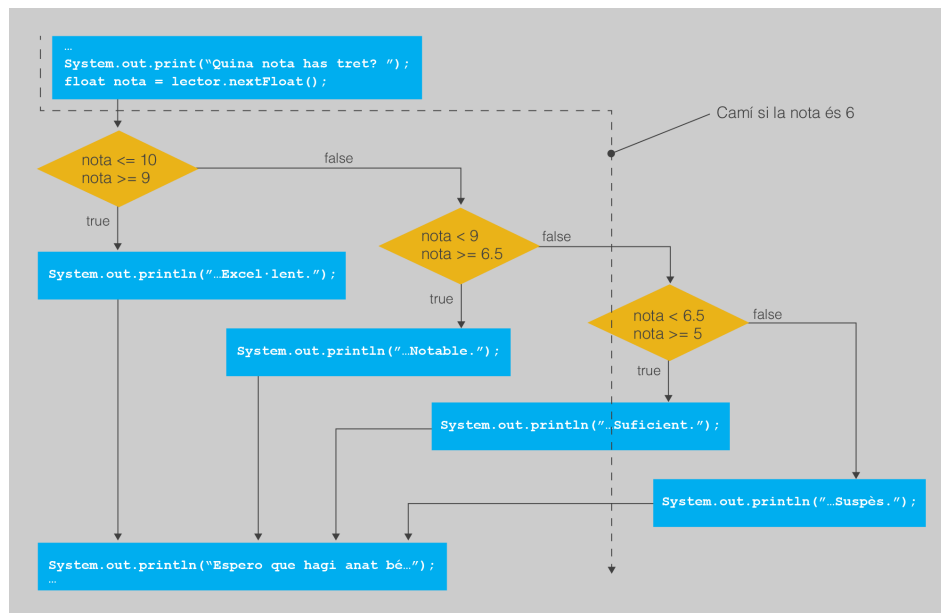 …
System.out.print(“Quina nota has tret? ”);
float nota = lector.nextFloat();
Camí si la nota és 6
nota <= 10
nota >= 9
false
true
nota < 9
nota >= 6.5
false
true
System.out.println(”…Excel·lent.”);
nota < 6.5
nota >= 5
false
true
System.out.println(”…Notable.”);
System.out.println(”…Suficient.”);
System.out.println(”…Suspès.”);
System.out.println(“Espero que hagi anat bé…”);
…